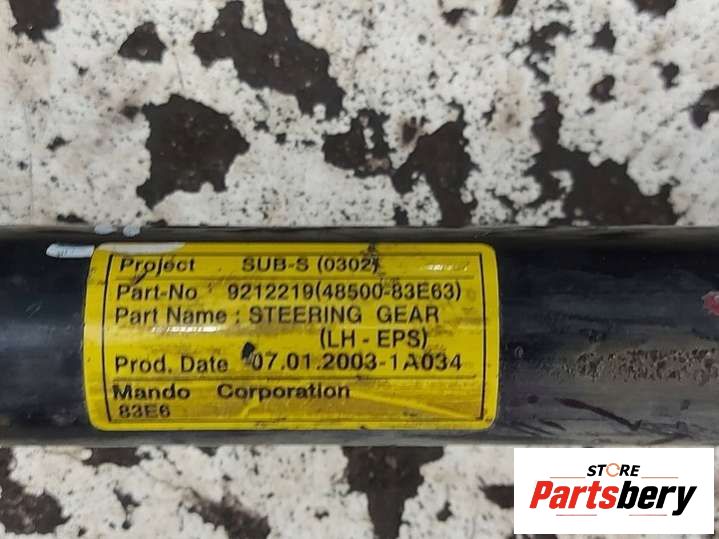 Project SUB-S (0302)
Part-No 9212219(48500-83E63)
Part Name : STEERING GEAR
(LH - EPS)
Prod. Date 07.01.2003-1A034
Mando Corporation
83E6
STORE
Partsbery